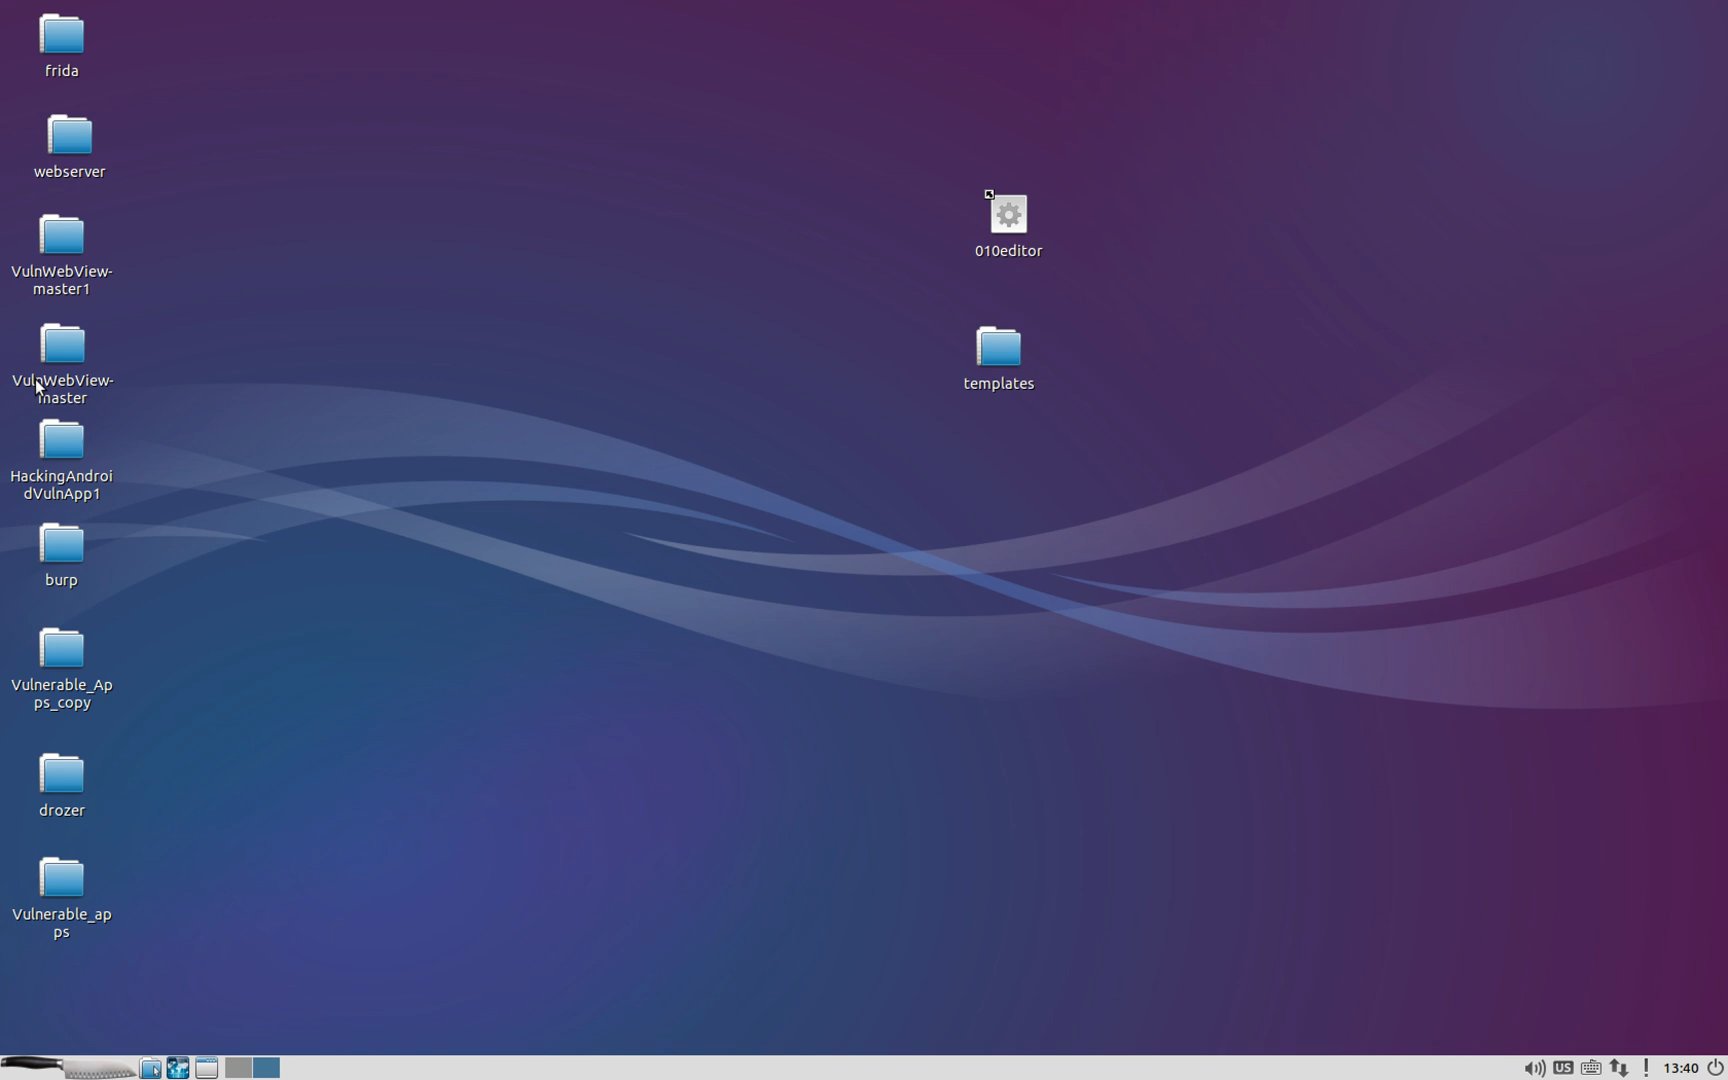 frida
webserver
VulnWebView-
master1
VulnWebView-
master
HackingAndroi
dVulnApp1
burp
Vulnerable_Ap
ps_copy
drozer
Vulnerable_ap
ps
010editor
templates
US
13:40